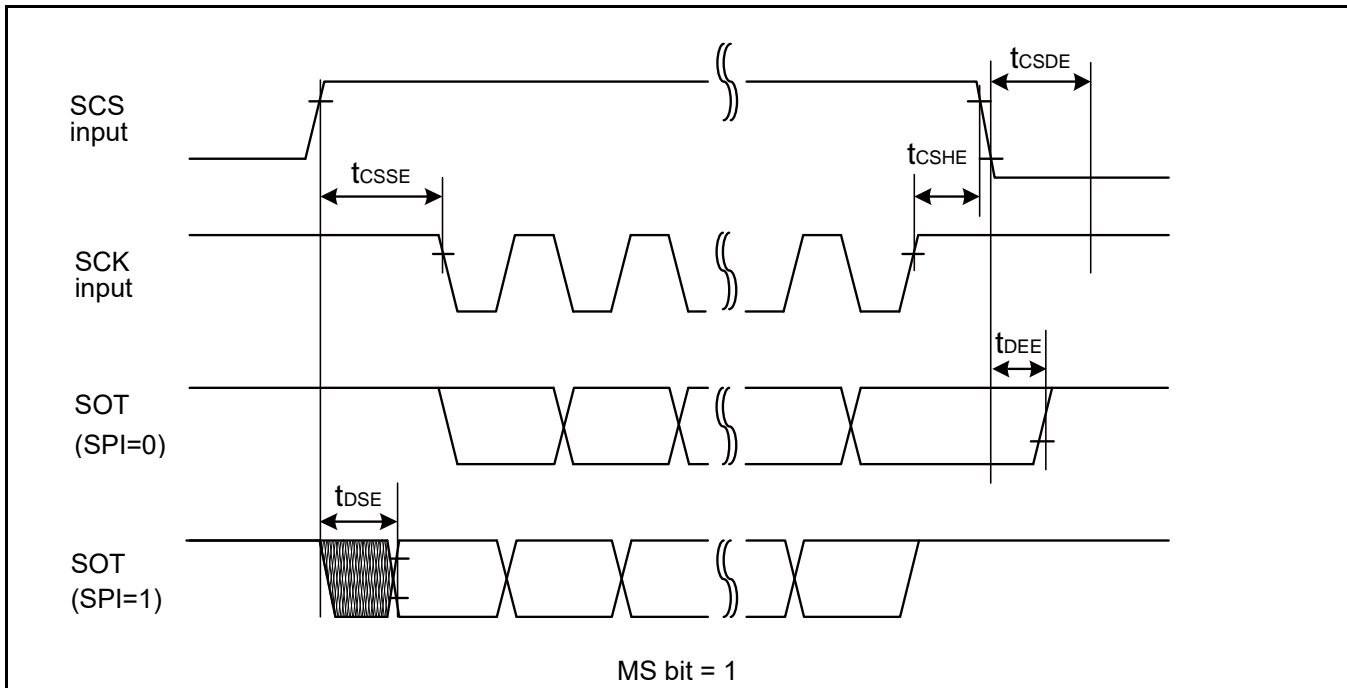 tCSDE
SCS
input
tCSHE
tCSSE
SCK
input
tDEE
SOT
(SPI=0)
tDSE
SOT
(SPI=1)
MS bit = 1